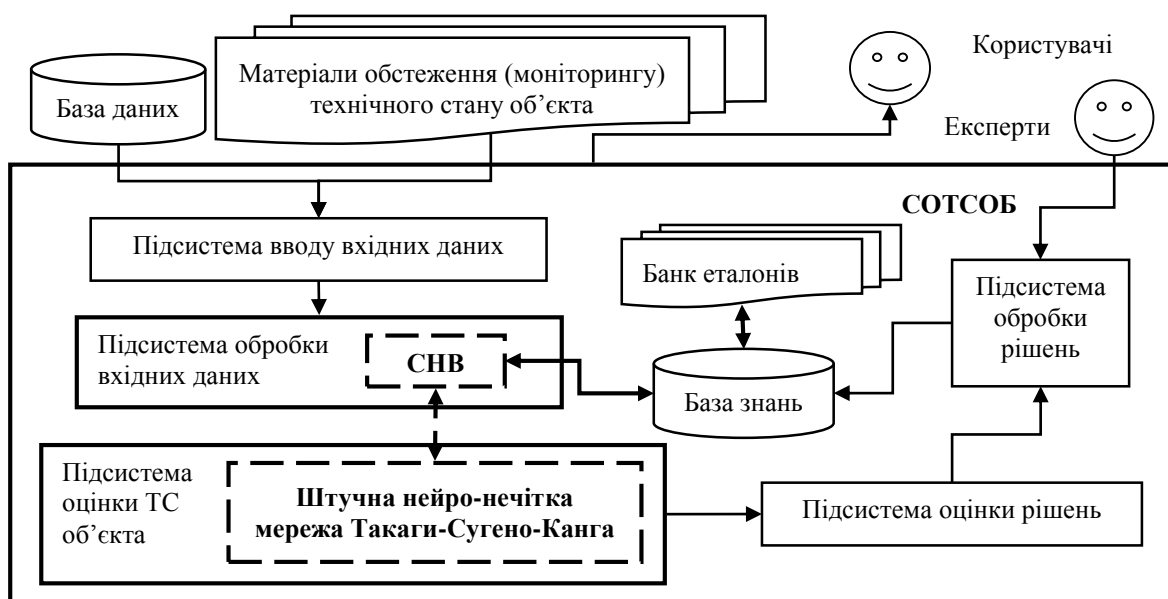 База даних
Матеріали обстеження (моніторингу)
технічного стану об’єкта
Користувачі
Експерти
СОТСОБ
Підсистема вводу вхідних даних
Банк еталонів
Підсистема
обробки
рішень
Підсистема обробки
вхідних даних
СНВ
База знань
Підсистема
оцінки ТС
об’єкта
Штучна нейро-нечітка
мережа Такаги-Сугено-Канга
Підсистема оцінки рішень